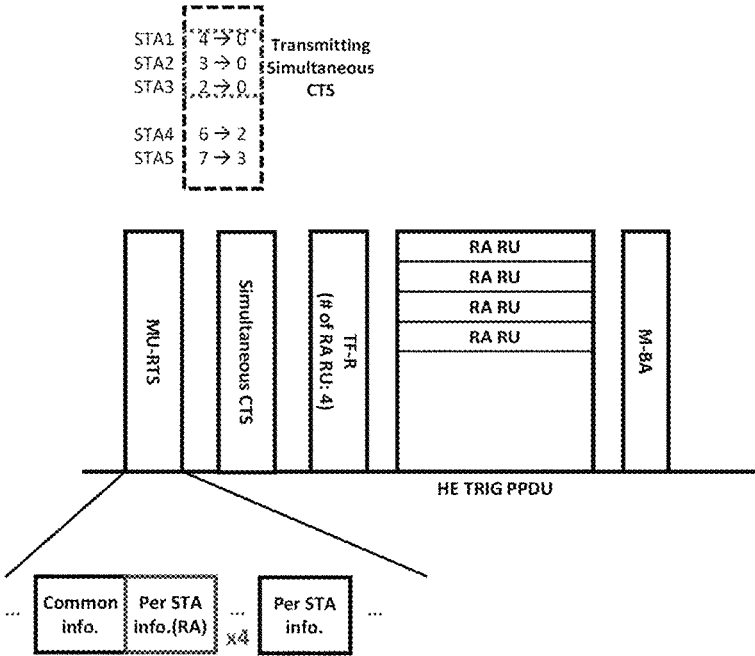 STA1 4 → 0
STA2 3 → 0
STA3 2 → 0
STA4 6 → 2
STA5 7 → 3
Transmitting
Simultaneous
CTS
MU-RTS
Simultaneous CTS
TF-R
(# of RA RU: 4)
RA RU
RA RU
RA RU
RA RU
M-BA
HE TRIG PPDU
...
Common
info.
Per STA
info.(RA)
...
x4
Per STA
info.
...